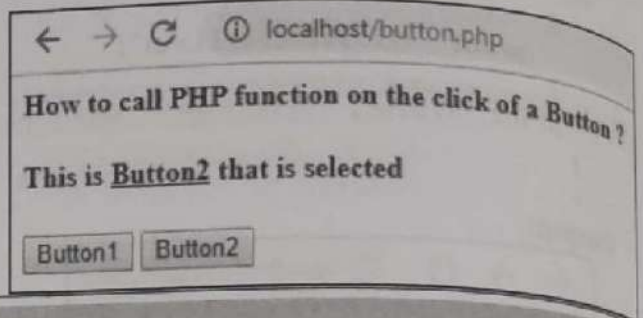 localhost/button.php
How to call PHP function on the click of a Button ?
This is Button2 that is selected
Button1 Button2